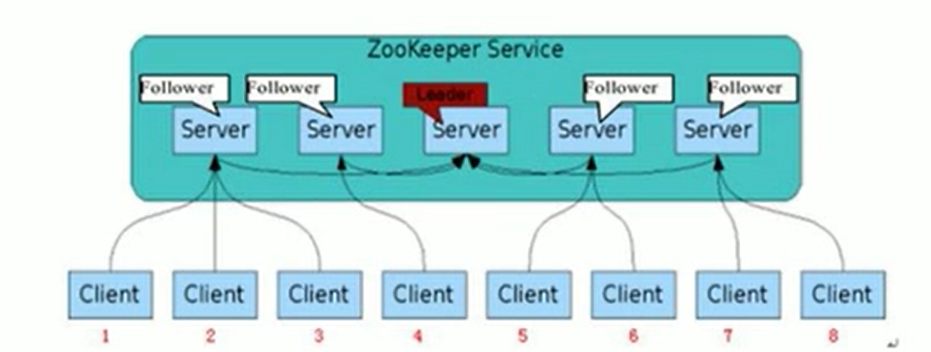 ZooKeeper Service
Follower Follower Leader Follower Follower
Server Server Server Server Server
Client Client Client Client Client Client Client Client
1 2 3 4 5 6 7 8